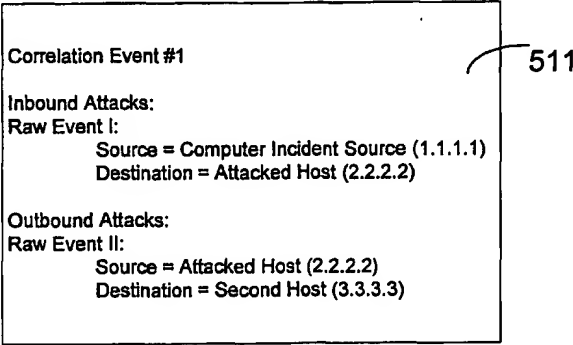 Correlation Event #1
511
Inbound Attacks:
Raw Event I:
Source = Computer Incident Source (1.1.1.1)
Destination = Attacked Host (2.2.2.2)
Outbound Attacks:
Raw Event II:
Source = Attacked Host (2.2.2.2)
Destination = Second Host (3.3.3.3)